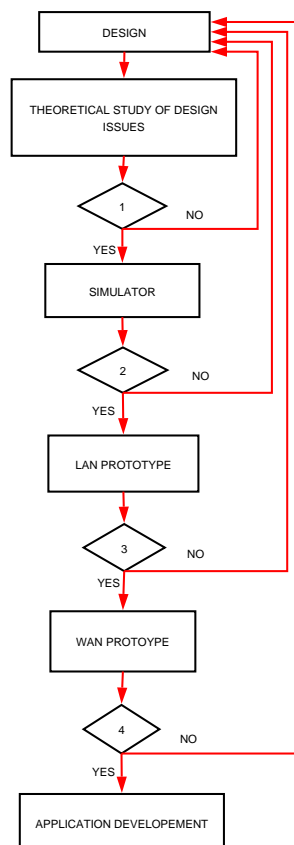 DESIGN
THEORETICAL STUDY OF DESIGN
ISSUES
1
NO
YES
SIMULATOR
2
NO
YES
LAN PROTOTYPE
3
NO
YES
WAN PROTOYPE
4
NO
YES
APPLICATION DEVELOPEMENT